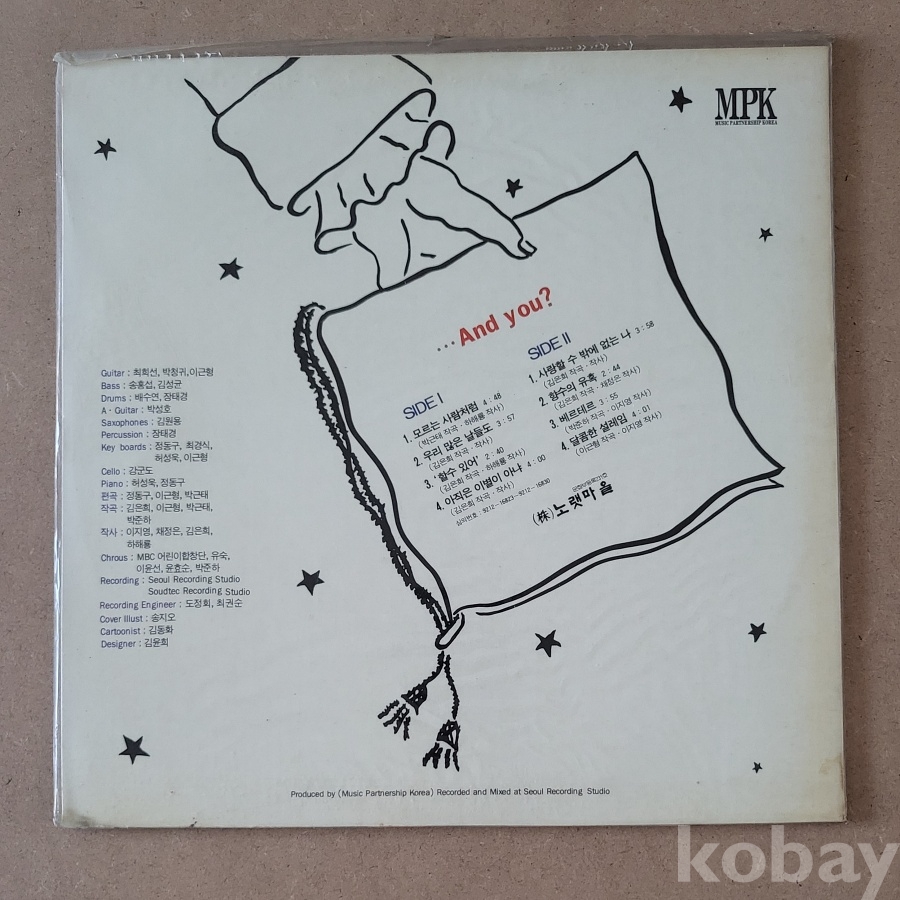 MPK
MUSIC PARTNERSHIP KOREA
...And you?
SIDE I
1. 모르는 사람처럼 4:48
(박근태 작곡·하해룡 작사)
2. 우리 많은 날들도 3:57
(김은희 작곡·작사)
3. '할수 있어' 2:40
(김은희 작곡·하해룡 작사)
4. 아직은 이별이 아냐 4:00
(김은희 작곡·작사)
심의번호:9212-16823~9212-16830
SIDE II
1. 사랑할 수 밖에 없는 나 3:58
(김은희 작곡·작사)
2. 향수의 유혹 2:44
(김은희 작곡·채정은 작사)
3. 베르테르 3:55
(박준하 작곡·이지영 작사)
4. 달콤한 설레임 4:01
(이근형 작곡·이지영 작사)
(株)노랫마을
Guitar : 최희선, 박청귀, 이근형
Bass : 송홍섭, 김성균
Drums : 배수연, 장태경
A-Guitar : 박성호
Saxophones : 김원용
Percussion : 장태경
Key boards : 정동구, 최경식,
허성욱, 이근형
Cello : 강군도
Piano : 허성욱, 정동구
편곡 : 정동구, 이근형, 박근태
작곡 : 김은희, 이근형, 박근태,
박준하
작사 : 이지영, 채정은, 김은희,
하해룡
Chrous : MBC 어린이합창단, 유숙,
이윤선, 윤효순, 박준하
Recording : Seoul Recording Studio
Soudtec Recording Studio
Recording Engineer : 도정회, 최권순
Cover Illust : 송지오
Cartoonist : 김동화
Designer : 김윤희
Produced by (Music Partnership Korea) Recorded and Mixed at Seoul Recording Studio
kobay